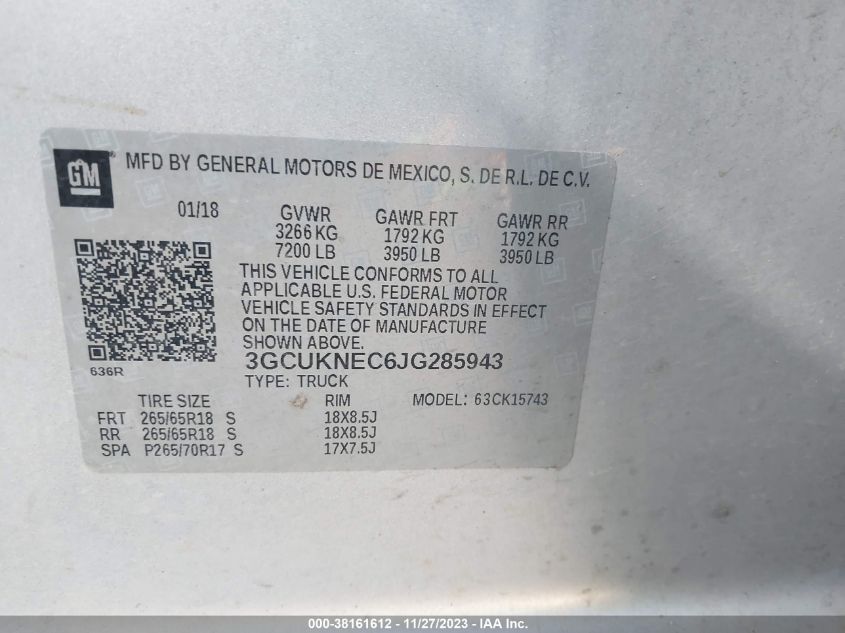 GM ® MFD BY GENERAL MOTORS DE MEXICO, S. DE R.L. DE C.V.
01/18 GVWR GAWR FRT GAWR RR
3266 KG 1792 KG 1792 KG
7200 LB 3950 LB 3950 LB
THIS VEHICLE CONFORMS TO ALL
APPLICABLE U.S. FEDERAL MOTOR
VEHICLE SAFETY STANDARDS IN EFFECT
ON THE DATE OF MANUFACTURE
SHOWN ABOVE.
3GCUKNEC6JG285943
636R
TYPE: TRUCK
TIRE SIZE RIM MODEL: 63CK15743
FRT 265/65R18 S 18X8.5J
RR 265/65R18 S 18X8.5J
SPA P265/70R17 S 17X7.5J
000-38161612 - 11/27/2023 - IAA Inc.